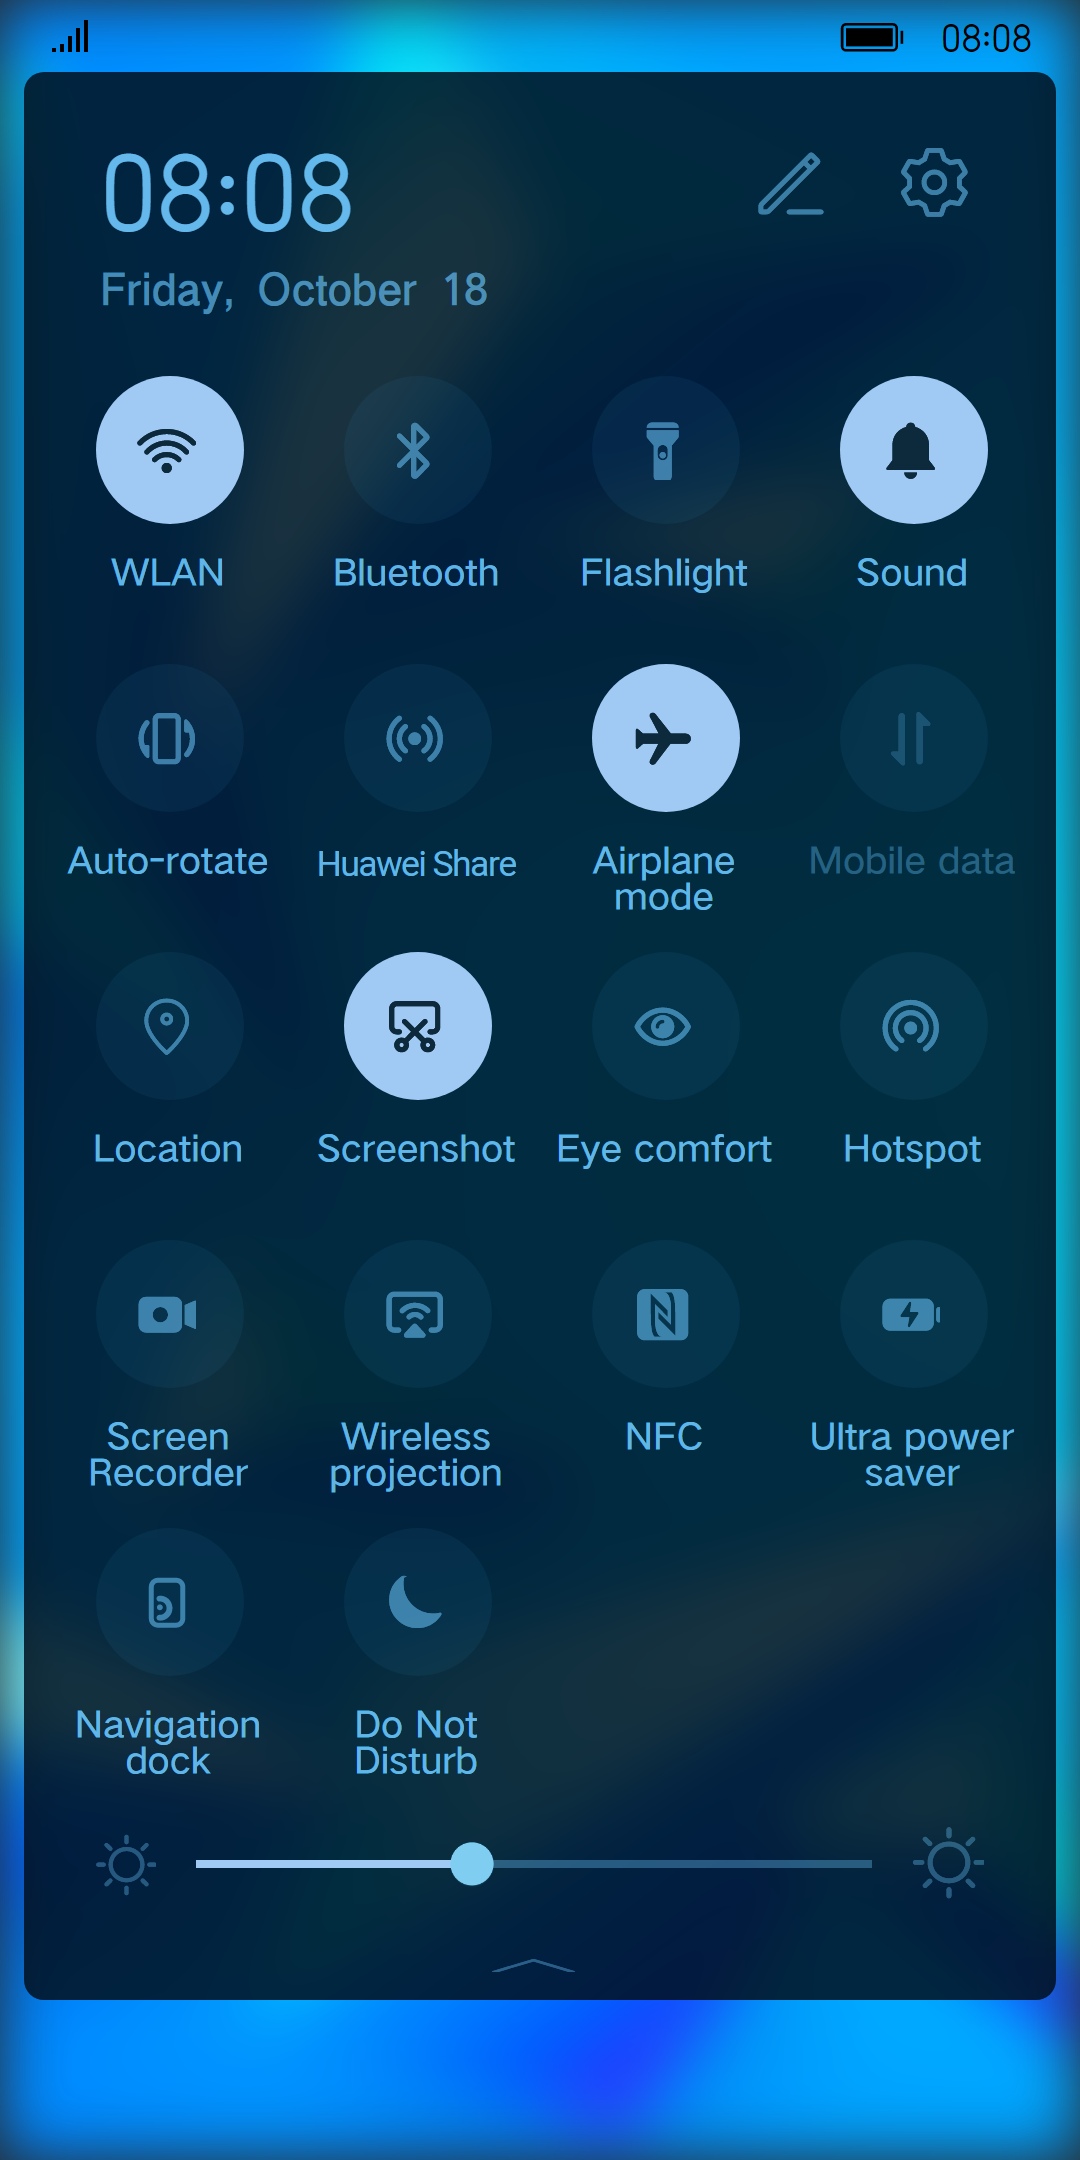 08:08
08:08
Friday, October 18
WLAN
Bluetooth
Flashlight
Sound
Auto-rotate
Huawei Share
Airplane
mode
Mobile data
Location
Screenshot
Eye comfort
Hotspot
Screen
Recorder
Wireless
projection
NFC
Ultra power
saver
Navigation
dock
Do Not
Disturb